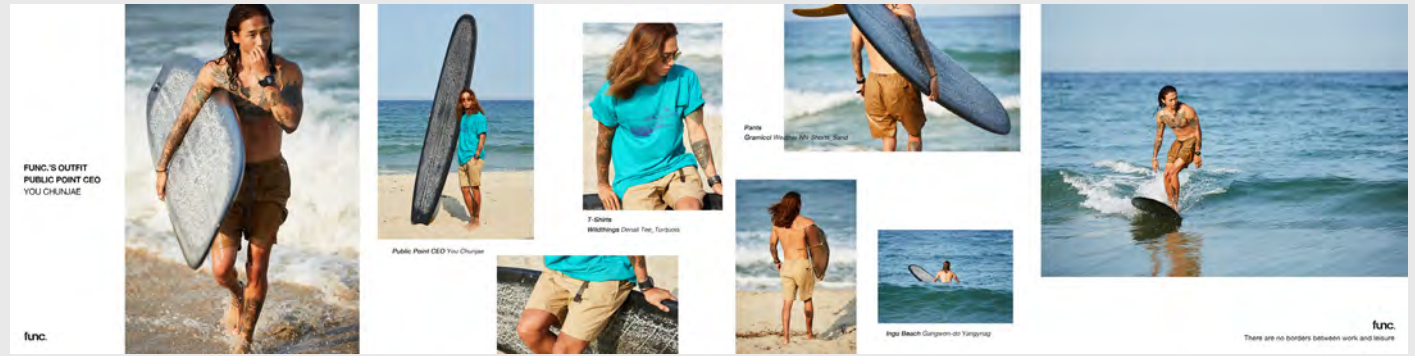 FUNC.'S OUTFIT
PUBLIC POINT CEO
YOU CHUNJAE
func.
Public Point CEO You Chunjae
T-Shirts
Wildthings Denali Tee_Turquois
Pants
Gramicci Weather NN-Shorts_Sand
Ingu Beach Gangwon-do Yangynag
func.
There are no borders between work and leisure